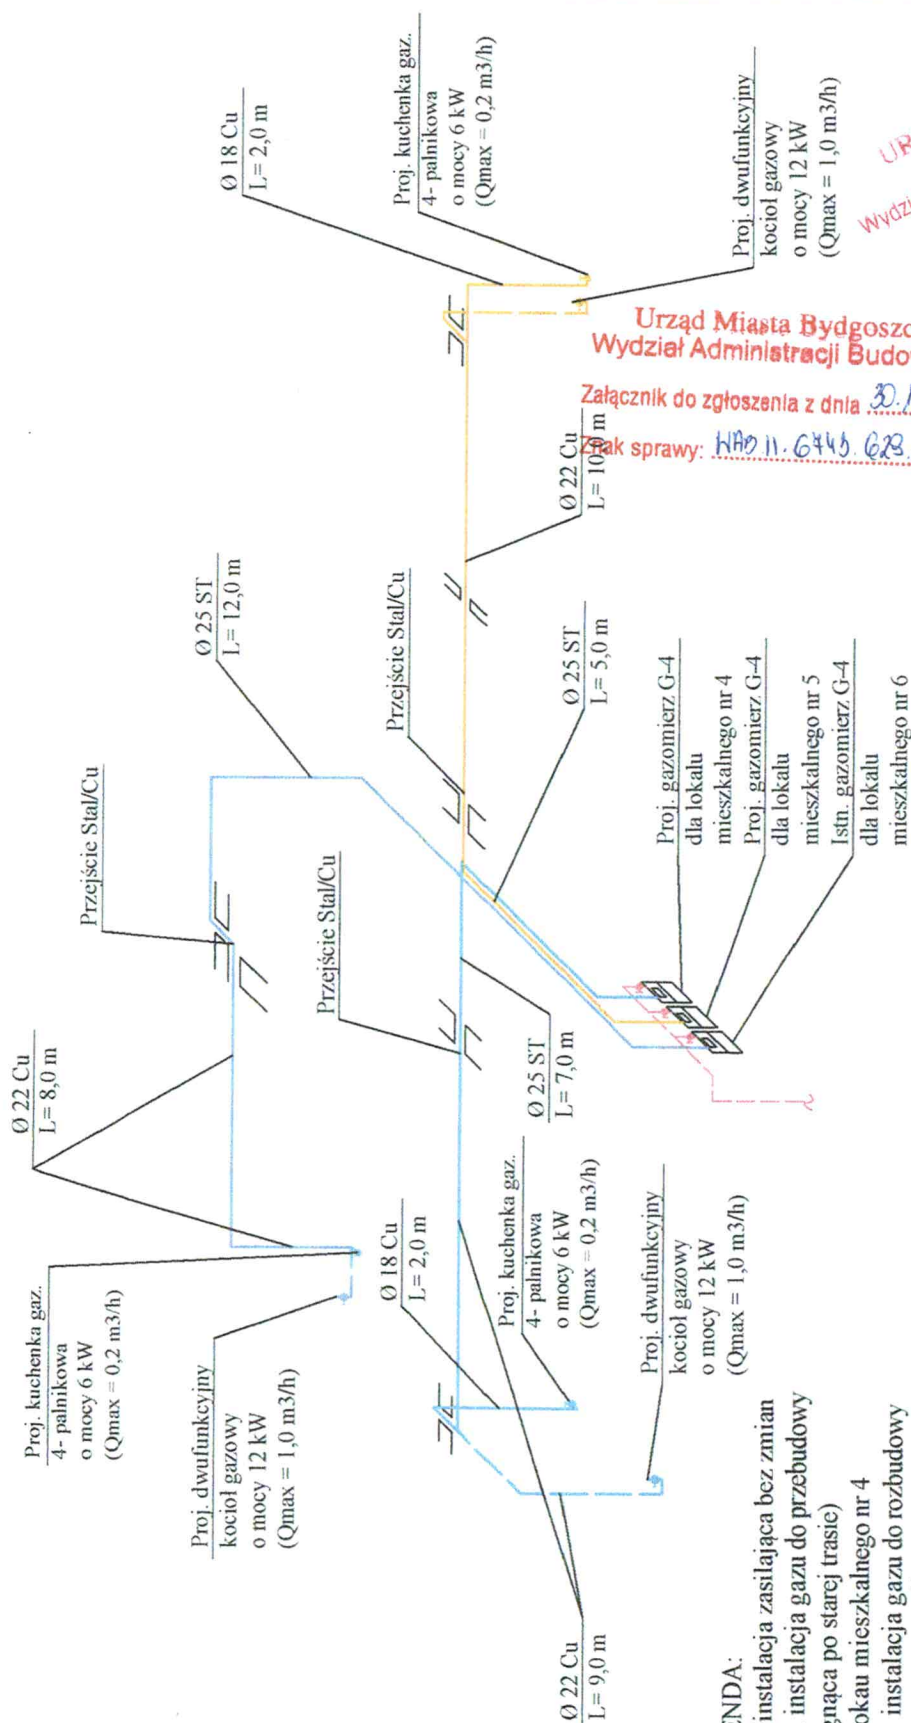 Ø 18 Cu
L= 2,0 m
Proj. kuchenka gaz.
4- palnikowa
o mocy 6 kW
(Qmax = 0,2 m3/h)
Proj. dwufunkcyjny
kocioł gazowy
o mocy 12 kW
(Qmax = 1,0 m3/h)
Urząd Miasta Bydgoszc
Wydział Administracji Budo
Załącznik do zgłoszenia z dnia 30.
Znak sprawy:
Ø 22 Cu
L= 10,0 m
Ø 25 ST
L= 12,0 m
Przejście Stal/Cu
Ø 25 ST
L= 5,0 m
Proj. gazomierz G-4
dla lokalu
mieszkalnego nr 4
Proj. gazomierz G-4
dla lokalu
mieszkalnego nr 5
Istn. gazomierz G-4
dla lokalu
mieszkalnego nr 6
Przejście Stal/Cu
Przejście Stal/Cu
Ø 25 ST
L= 7,0 m
Ø 22 Cu
L= 8,0 m
Proj. kuchenka gaz.
4- palnikowa
o mocy 6 kW
(Qmax = 0,2 m3/h)
Proj. dwufunkcyjny
kocioł gazowy
o mocy 12 kW
(Qmax = 1,0 m3/h)
Ø 18 Cu
L= 2,0 m
Proj. kuchenka gaz.
4- palnikowa
o mocy 6 kW
(Qmax = 0,2 m3/h)
Proj. dwufunkcyjny
kocioł gazowy
o mocy 12 kW
(Qmax = 1,0 m3/h)
Ø 22 Cu
L= 9,0 m
ENDA:
instalacja zasilająca bez zmian
instalacja gazu do przebudowy
gnąca po starej trasie)
okau mieszkalnego nr 4
instalacja gazu do rozbudowy